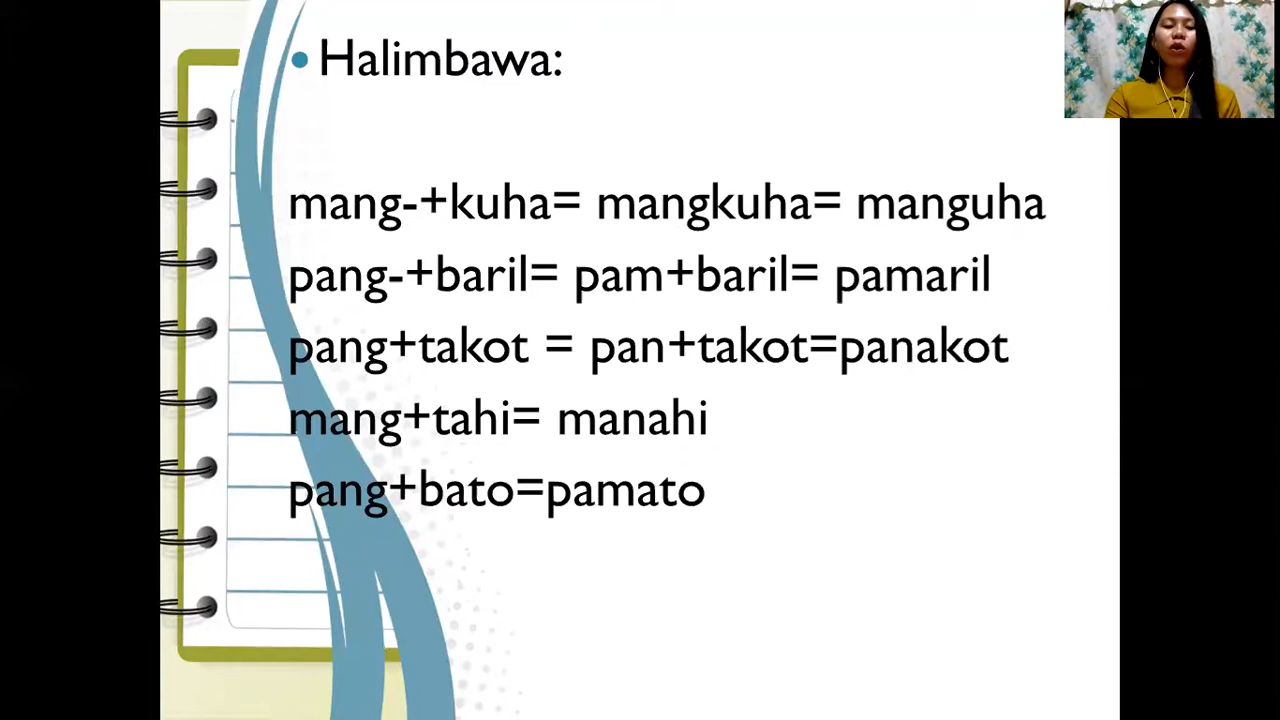 • Halimbawa:
mang-+kuha= mangkuha= manguha
pang-+baril= pam+baril= pamaril
pang+takot = pan+takot=panakot
mang+tahi= manahi
pang+bato=pamato